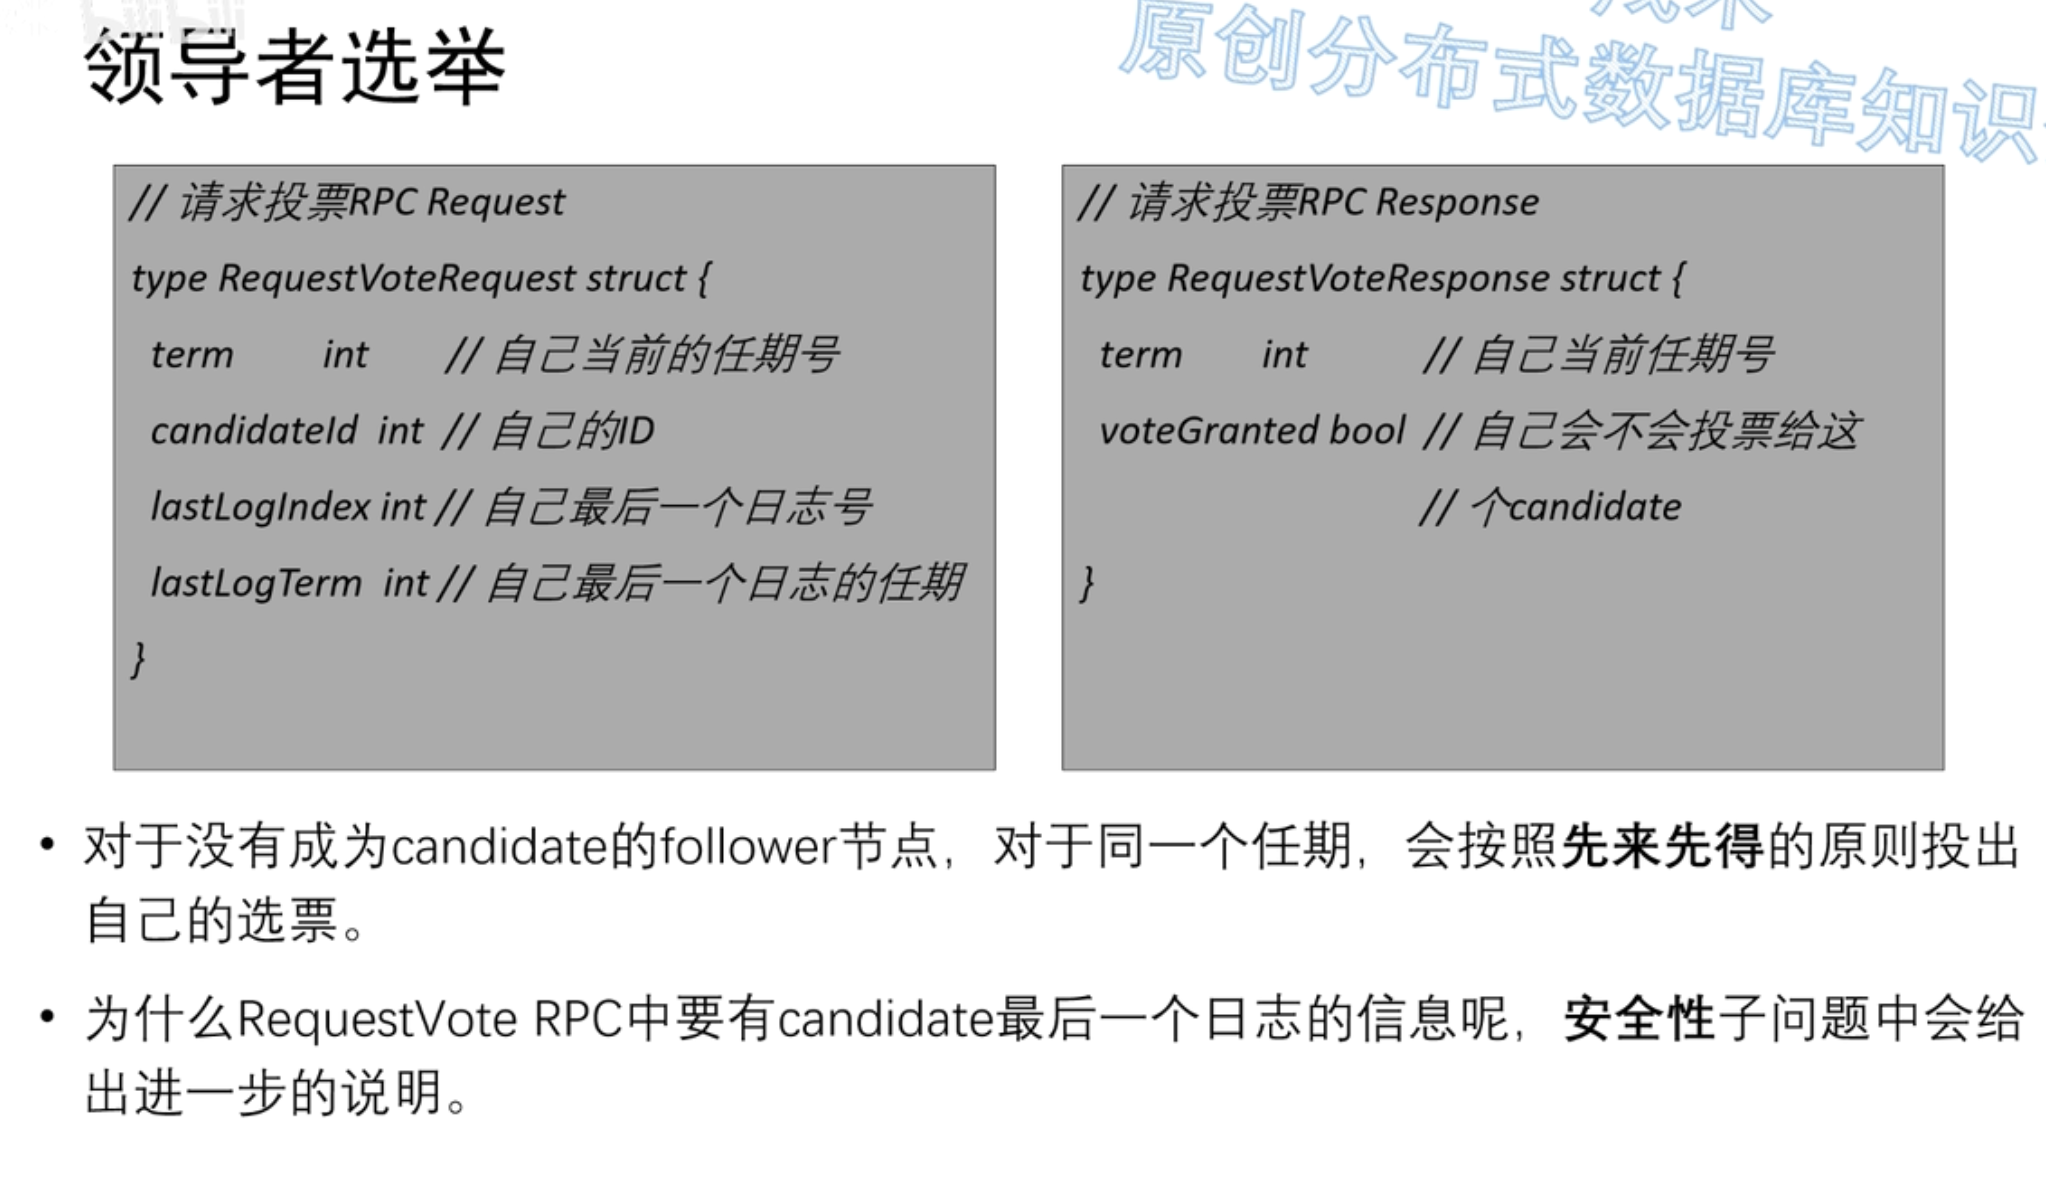 领导者选举
原创分布式数据库知识
// 请求投票RPC Request
type RequestVoteRequest struct {
term int // 自己当前的任期号
candidateId int // 自己的ID
lastLogIndex int // 自己最后一个日志号
lastLogTerm int // 自己最后一个日志的任期
}
// 请求投票RPC Response
type RequestVoteResponse struct {
term int // 自己当前任期号
voteGranted bool // 自己会不会投票给这
// 个candidate
}
• 对于没有成为candidate的follower节点，对于同一个任期，会按照先来先得的原则投出
自己的选票。
• 为什么RequestVote RPC中要有candidate最后一个日志的信息呢，安全性子问题中会给
出进一步的说明。